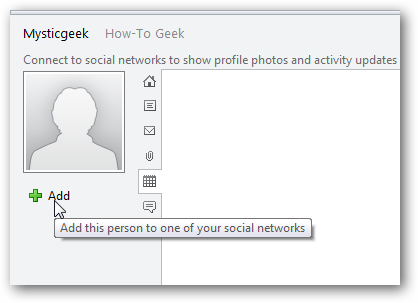 Mysticgeek How-To Geek
Connect to social networks to show profile photos and activity updates
Add
Add this person to one of your social networks